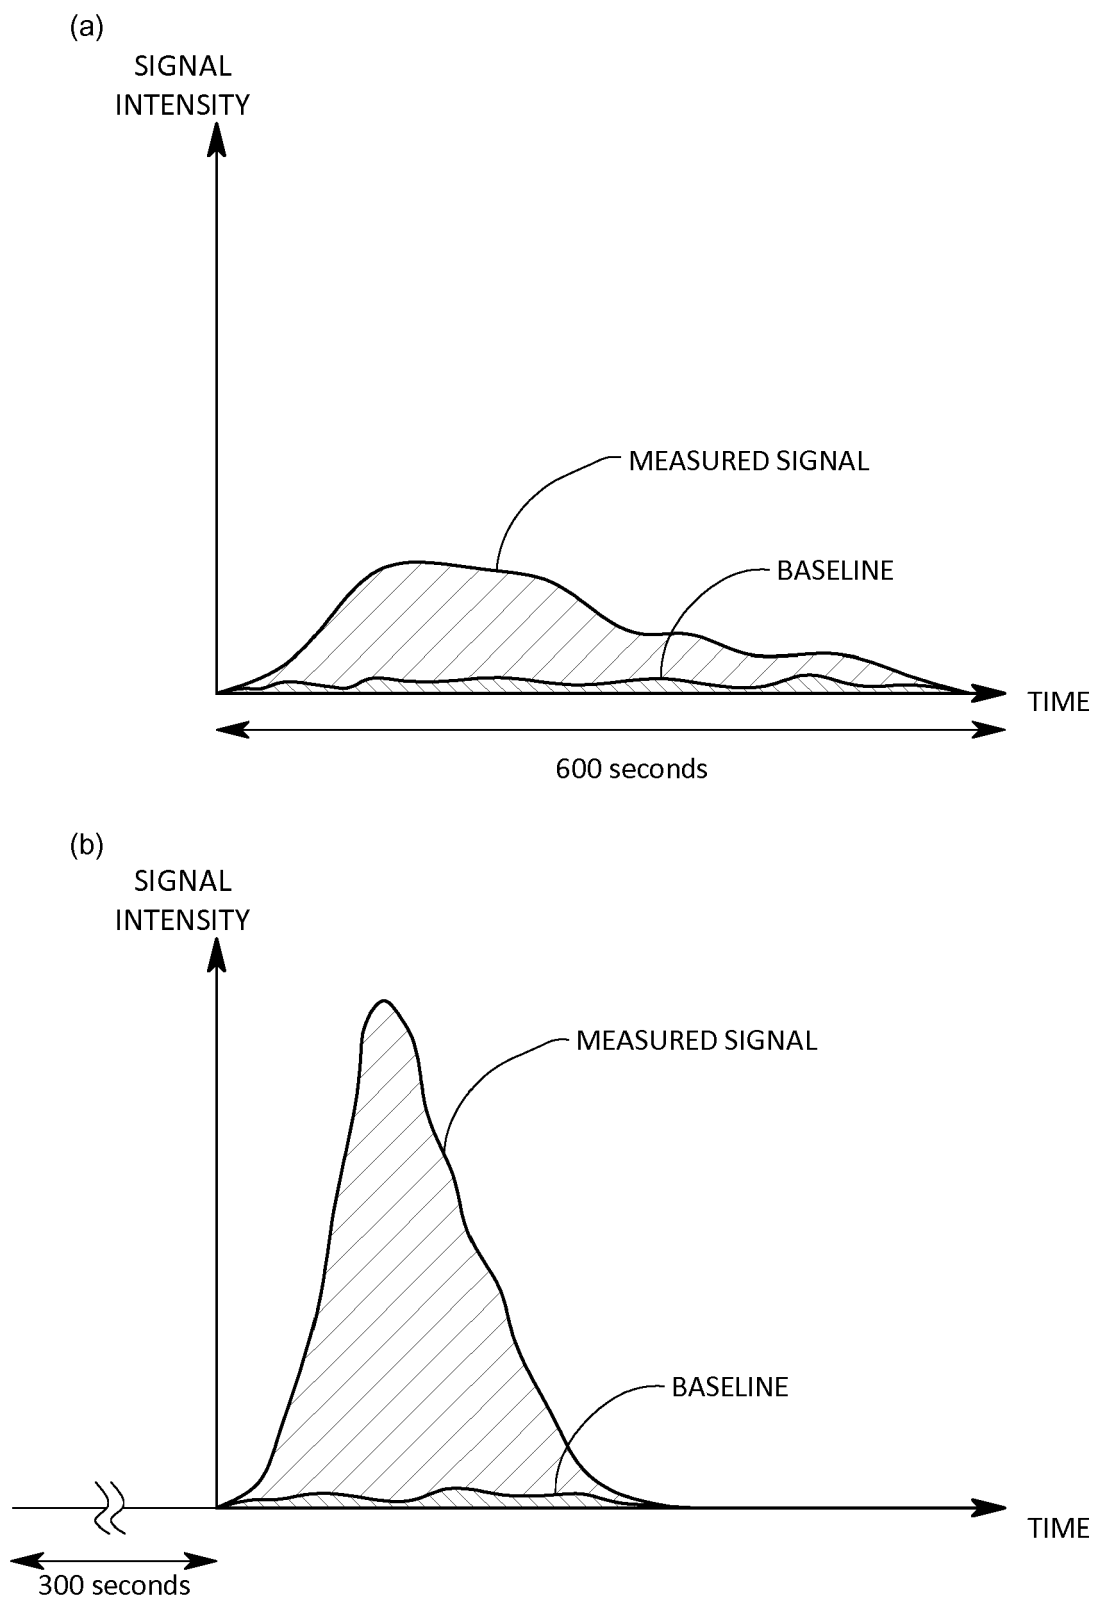 (a)
SIGNAL
INTENSITY
MEASURED SIGNAL
BASELINE
TIME
600 seconds
(b)
SIGNAL
INTENSITY
MEASURED SIGNAL
BASELINE
TIME
300 seconds